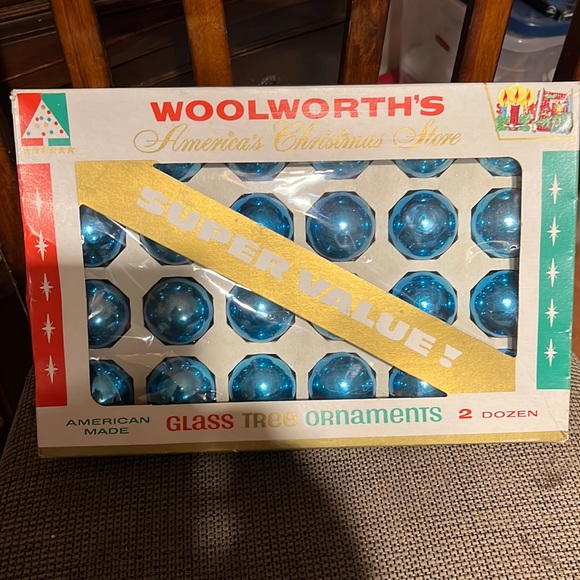 WOOLWORTH'S
America's Christmas Store
SUPER VALUE!
AMERICAN MADE
GLASS TREE ORNAMENTS
2 DOZEN